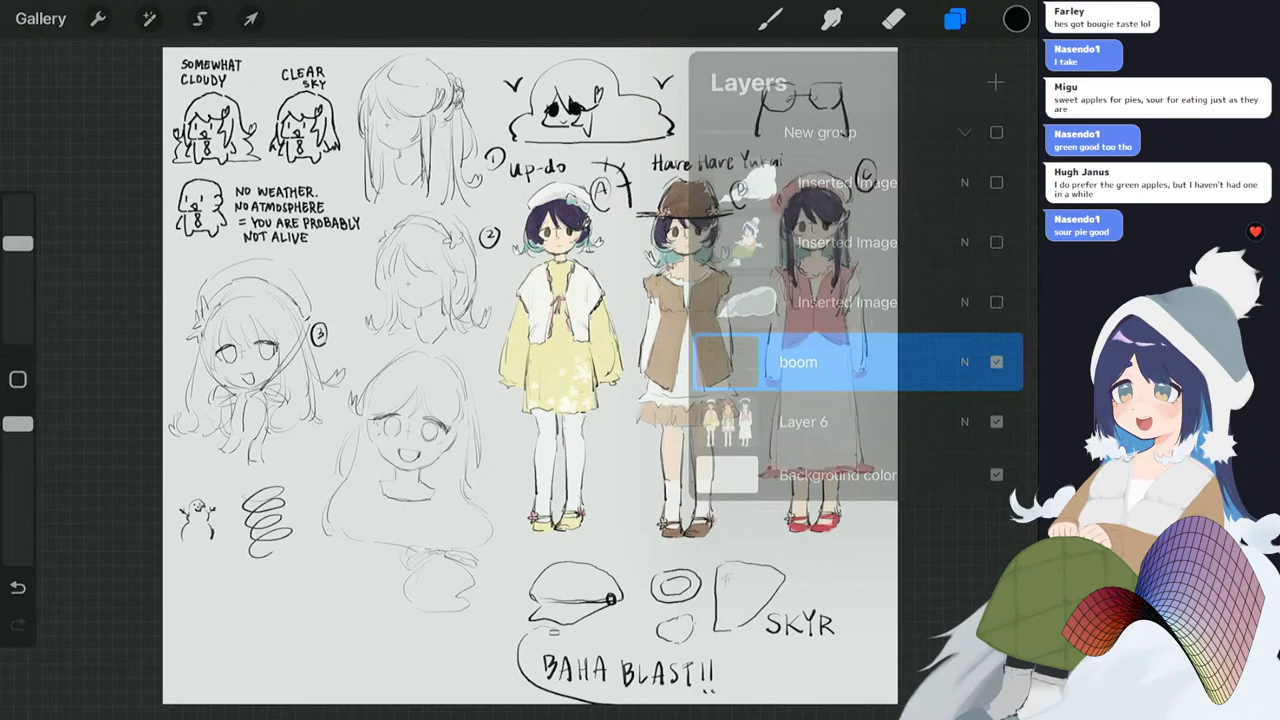 Gallery
SOMEWHAT
CLOUDY
CLEAR
SKY
NO WEATHER.
NO ATMOSPHERE
= YOU ARE PROBABLY
NOT ALIVE
1
up-do
2
3
Hare Hare Yukai
A
B
C
SKYR
BAHA BLAST!!
Layers
New group
Inserted Image
N
Inserted Image
N
Inserted Image
N
boom
N
Layer 6
N
Background color
Farley
hes got bougie taste lol
Nasendo1
I take
Migu
sweet apples for pies, sour for eating just as they
are
Nasendo1
green good too tho
Hugh Janus
I do prefer the green apples, but I haven't had one
in a while
Nasendo1
sour pie good